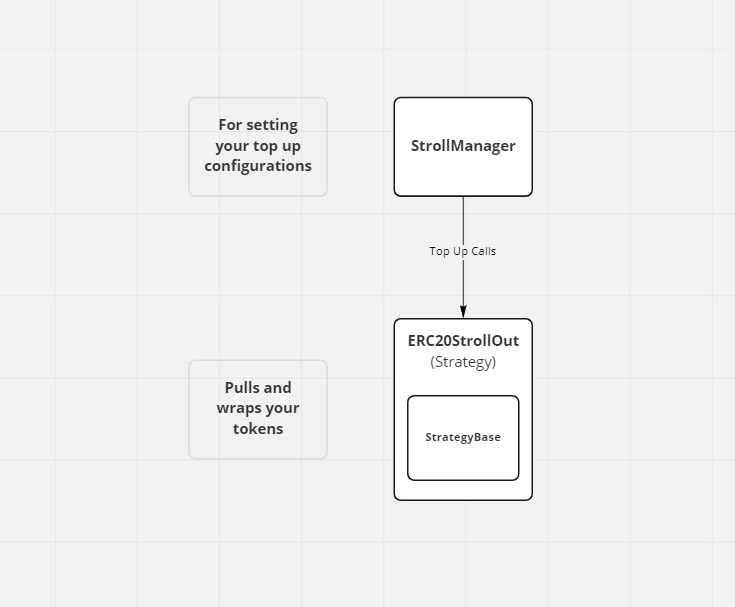 For setting
your top up
configurations
StrollManager
Top Up Calls
ERC20StrollOut
(Strategy)
Pulls and
wraps your
tokens
StrategyBase